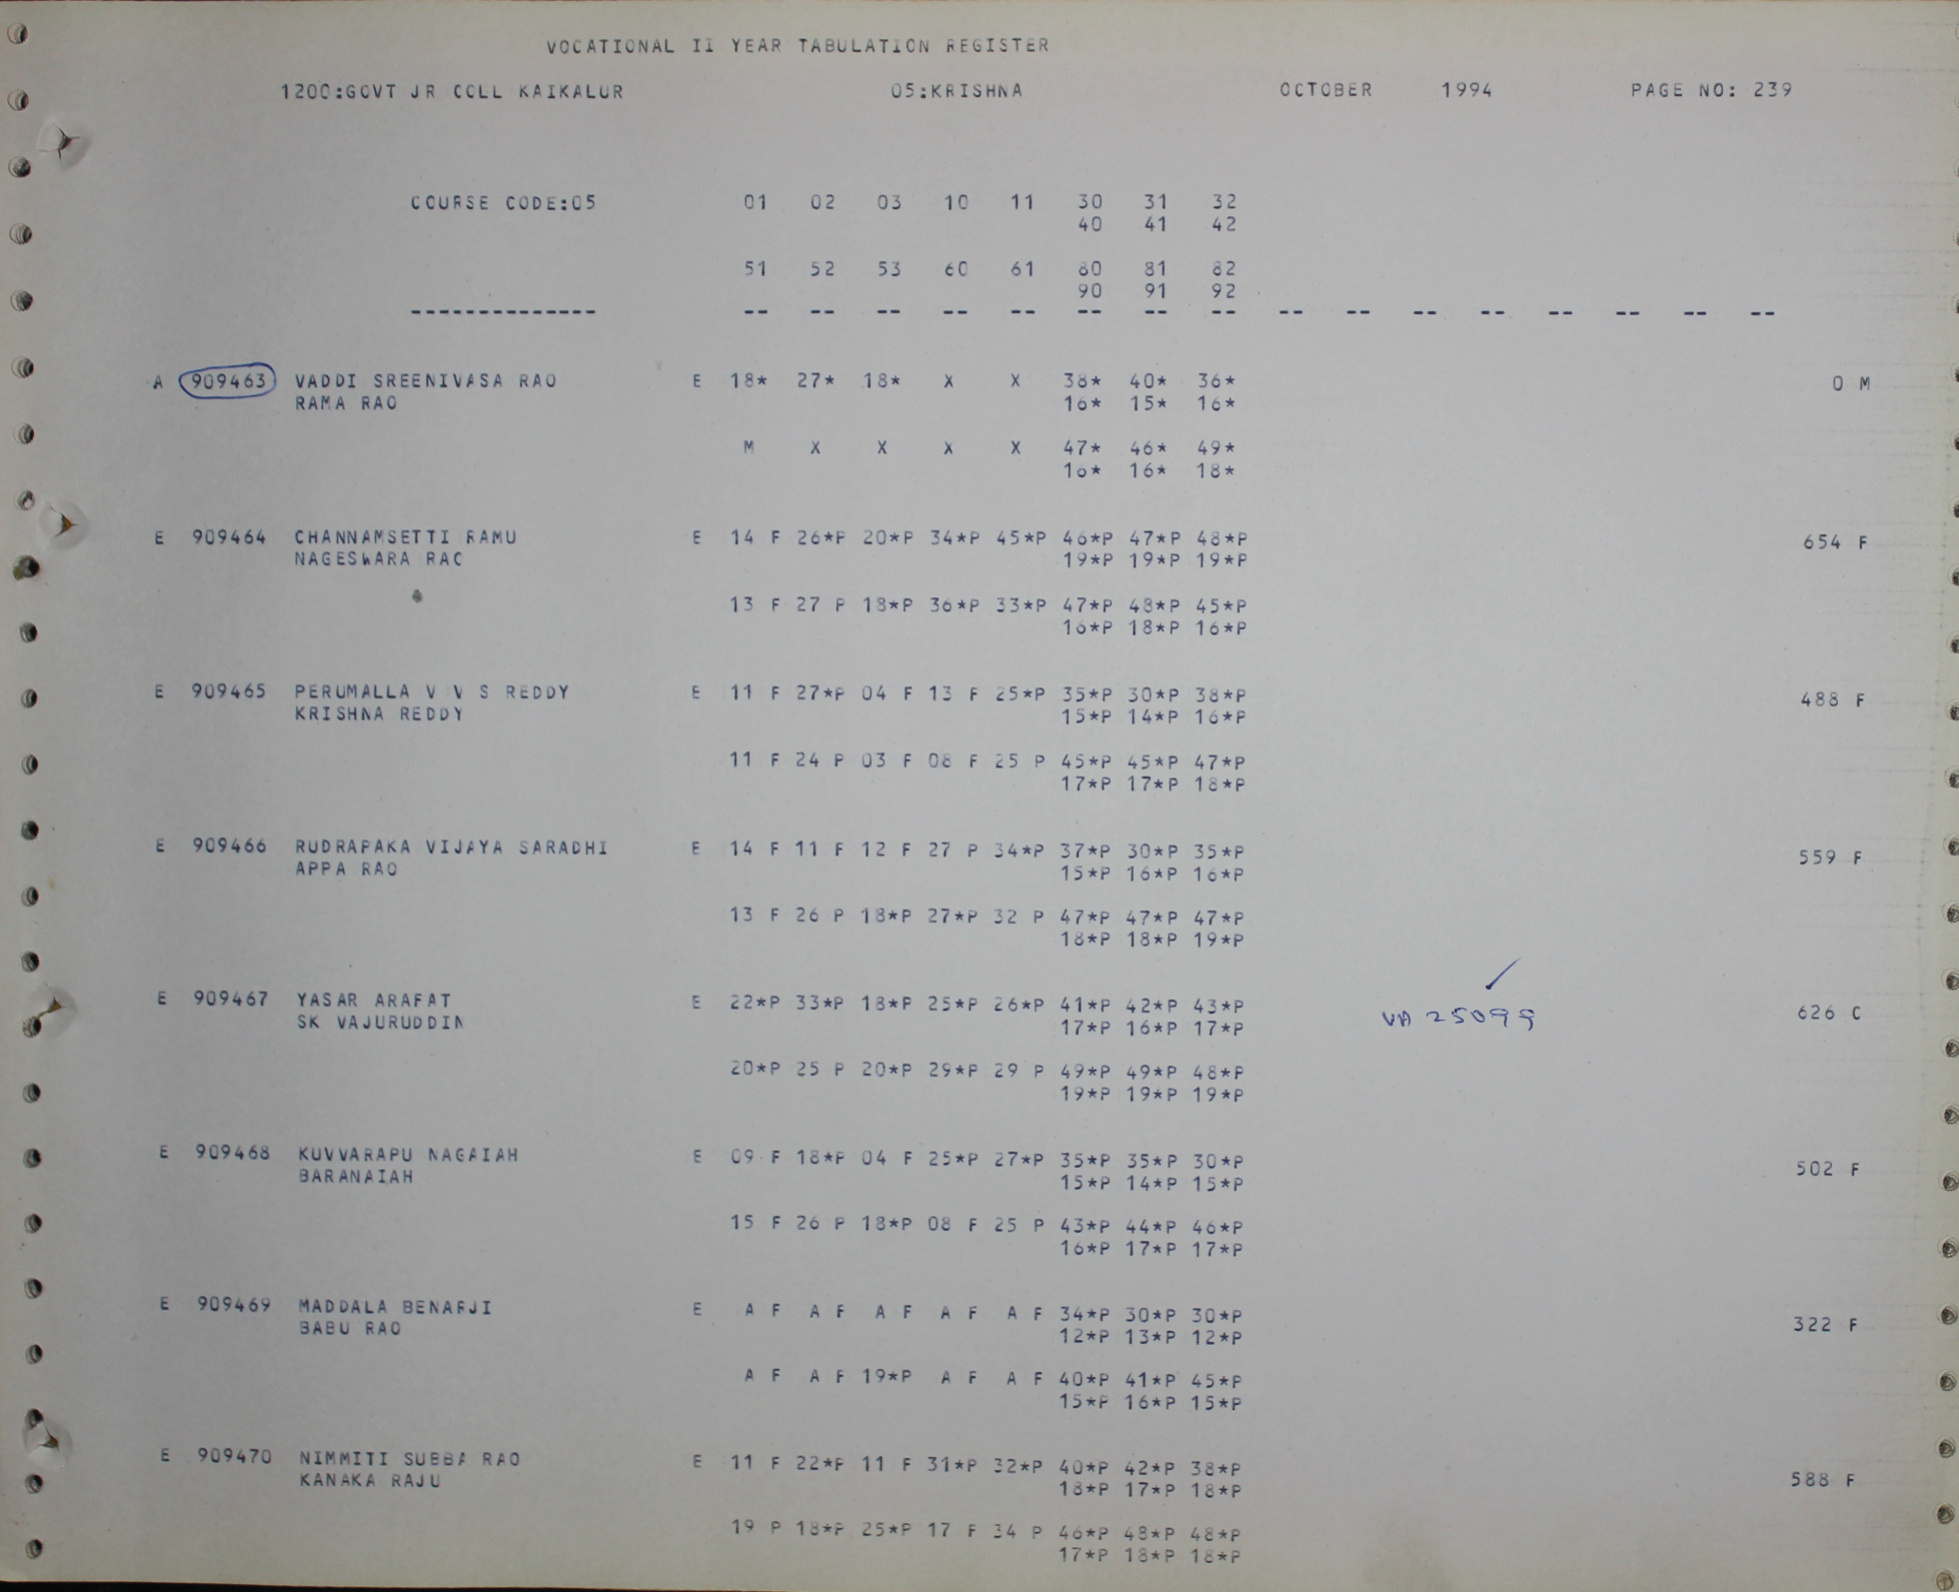 VOCATIONAL II YEAR TABULATION REGISTER
1200:GOVT JR COLL KAIKALUR 05:KRISHNA OCTOBER 1994 PAGE NO: 239
COURSE CODE:05 01 02 03 10 11 30 31 32
40 41 42
51 52 53 60 61 80 81 82
90 91 92
-------------- -- -- -- -- -- -- -- -- -- -- -- -- -- -- -- --
A 909463 VADDI SREENIVASA RAO E 18* 27* 18* X X 38* 40* 36* 0 M
RAMA RAO 16* 15* 16*
M X X X X 47* 46* 49*
16* 16* 18*
E 909464 CHANNAMSETTI RAMU E 14 F 26*P 20*P 34*P 45*P 46*P 47*P 48*P 654 F
NAGESWARA RAO 19*P 19*P 19*P
13 F 27 P 18*P 36*P 33*P 47*P 48*P 45*P
16*P 18*P 16*P
E 909465 PERUMALLA V V S REDDY E 11 F 27*P 04 F 13 F 25*P 35*P 30*P 38*P 488 F
KRISHNA REDDY 15*P 14*P 16*P
11 F 24 P 03 F 08 F 25 P 45*P 45*P 47*P
17*P 17*P 18*P
E 909466 RUDRAPAKA VIJAYA SARADHI E 14 F 11 F 12 F 27 P 34*P 37*P 30*P 35*P 559 F
APPA RAO 15*P 16*P 16*P
13 F 26 P 18*P 27*P 32 P 47*P 47*P 47*P
18*P 18*P 19*P
E 909467 YASAR ARAFAT E 22*P 33*P 18*P 25*P 26*P 41*P 42*P 43*P VA 25099 626 C
SK VAJURUDDIN 17*P 16*P 17*P
20*P 25 P 20*P 29*P 29 P 49*P 49*P 48*P
19*P 19*P 19*P
E 909468 KUVVARAPU NAGAIAH E 09 F 18*P 04 F 25*P 27*P 35*P 35*P 30*P 502 F
BARANAIAH 15*P 14*P 15*P
15 F 26 P 18*P 08 F 25 P 43*P 44*P 46*P
16*P 17*P 17*P
E 909469 MADDALA BENARJI E A F A F A F A F A F 34*P 30*P 30*P 322 F
BABU RAO 12*P 13*P 12*P
A F A F 19*P A F A F 40*P 41*P 45*P
15*P 16*P 15*P
E 909470 NIMMITI SUBBA RAO E 11 F 22*P 11 F 31*P 32*P 40*P 42*P 38*P 588 F
KANAKA RAJU 18*P 17*P 18*P
19 P 18*P 25*P 17 F 34 P 46*P 48*P 48*P
17*P 18*P 18*P